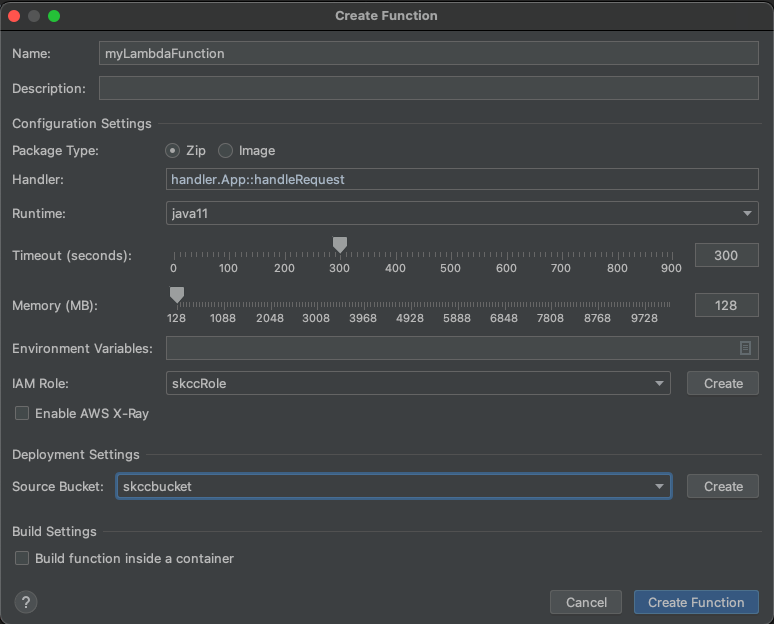 Create Function
Name: myLambdaFunction
Description:
Configuration Settings
Package Type: Zip Image
Handler: handler.App::handleRequest
Runtime: java11
Timeout (seconds): 300
0 100 200 300 400 500 600 700 800 900
Memory (MB): 128
128 1088 2048 3008 3968 4928 5888 6848 7808 8768 9728
Environment Variables:
IAM Role: skccRole Create
Enable AWS X-Ray
Deployment Settings
Source Bucket: skccbucket Create
Build Settings
Build function inside a container
? Cancel Create Function